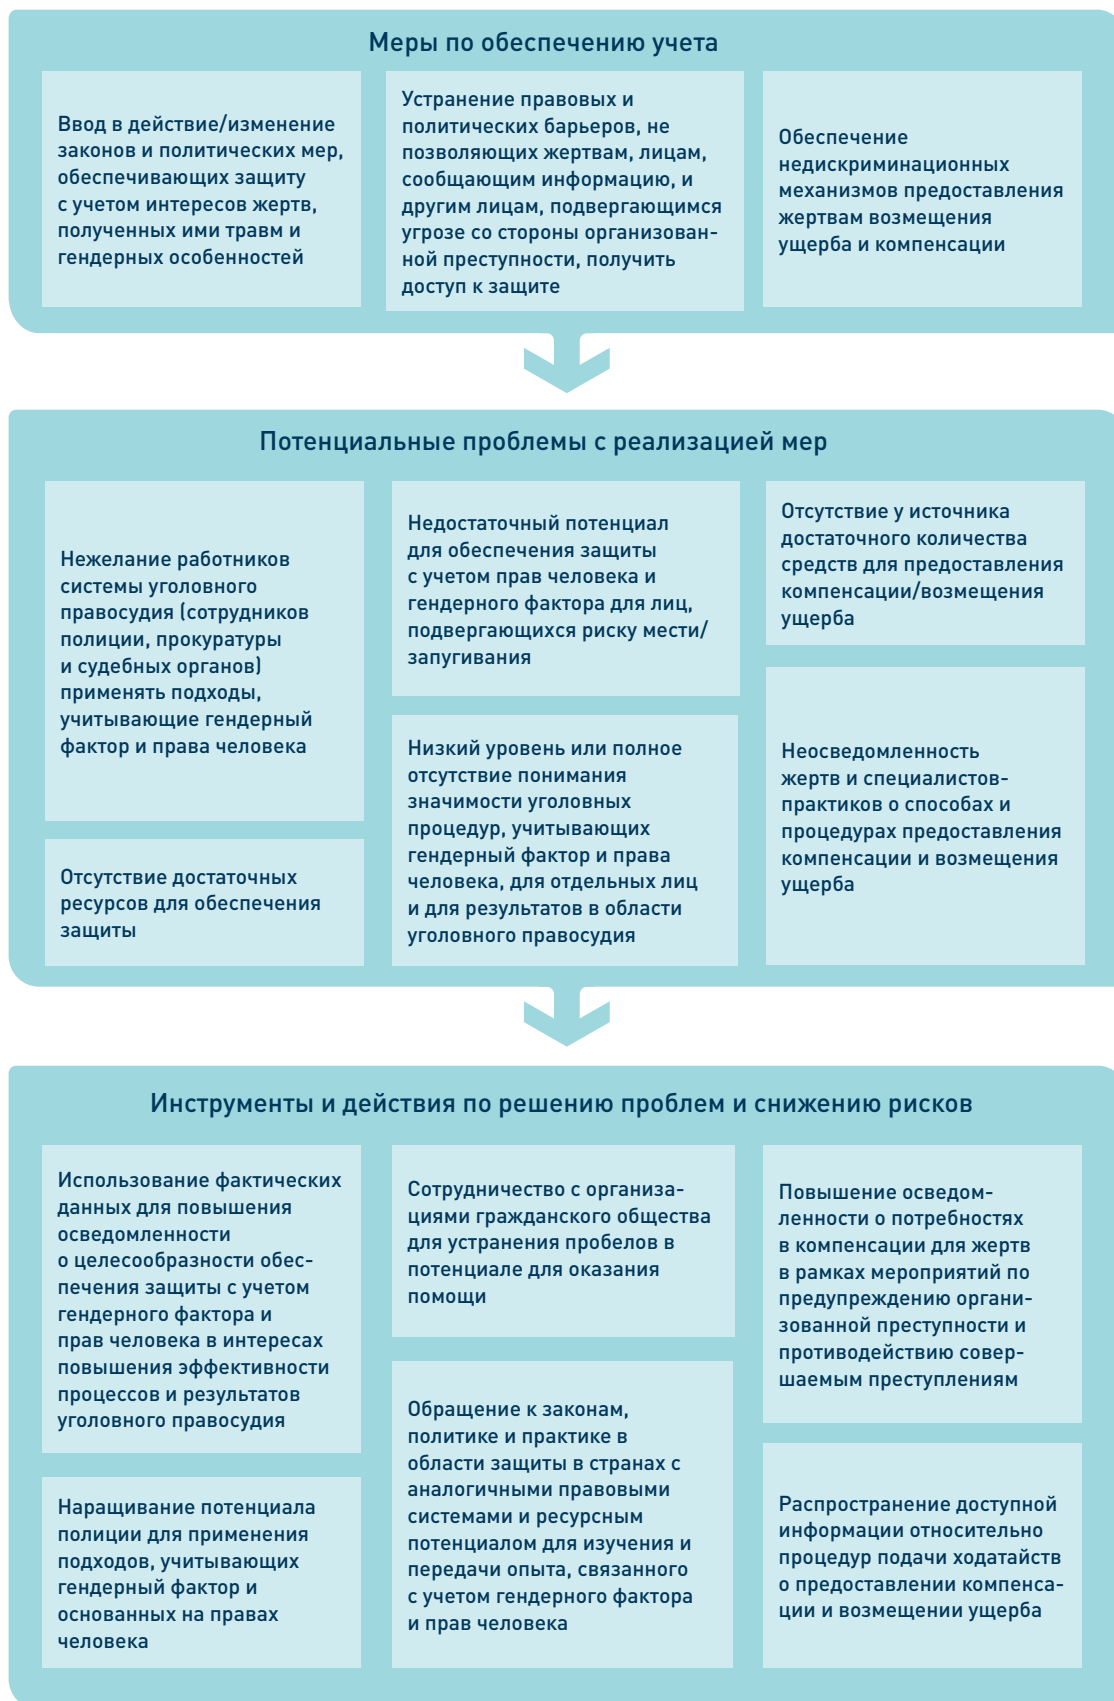 Меры по обеспечению учета
Ввод в действие/изменение
законов и политических мер,
обеспечивающих защиту
с учетом интересов жертв,
полученных ими травм и
гендерных особенностей
Устранение правовых и
политических барьеров, не
позволяющих жертвам, лицам,
сообщающим информацию, и
другим лицам, подвергающимся
угрозе со стороны организован-
ной преступности, получить
доступ к защите
Обеспечение
недискриминационных
механизмов предоставления
жертвам возмещения
ущерба и компенсации
Потенциальные проблемы с реализацией мер
Нежелание работников
системы уголовного
правосудия (сотрудников
полиции, прокуратуры
и судебных органов)
применять подходы,
учитывающие гендерный
фактор и права человека
Отсутствие достаточных
ресурсов для обеспечения
защиты
Недостаточный потенциал
для обеспечения защиты
с учетом прав человека и
гендерного фактора для лиц,
подвергающихся риску мести/
запугивания
Низкий уровень или полное
отсутствие понимания
значимости уголовных
процедур, учитывающих
гендерный фактор и права
человека, для отдельных лиц
и для результатов в области
уголовного правосудия
Отсутствие у источника
достаточного количества
средств для предоставления
компенсации/возмещения
ущерба
Неосведомленность
жертв и специалистов-
практиков о способах и
процедурах предоставления
компенсации и возмещения
ущерба
Инструменты и действия по решению проблем и снижению рисков
Использование фактических
данных для повышения
осведомленности
о целесообразности обес-
печения защиты с учетом
гендерного фактора и
прав человека в интересах
повышения эффективности
процессов и результатов
уголовного правосудия
Наращивание потенциала
полиции для применения
подходов, учитывающих
гендерный фактор и
основанных на правах
человека
Сотрудничество с организа-
циями гражданского общества
для устранения пробелов в
потенциале для оказания
помощи
Обращение к законам,
политике и практике в
области защиты в странах с
аналогичными правовыми
системами и ресурсным
потенциалом для изучения и
передачи опыта, связанного
с учетом гендерного фактора
и прав человека
Повышение осведом-
ленности о потребностях
в компенсации для жертв
в рамках мероприятий по
предупреждению органи-
зованной преступности и
противодействию совер-
шаемым преступлениям
Распространение доступной
информации относительно
процедур подачи ходатайств
о предоставлении компенса-
ции и возмещении ущерба